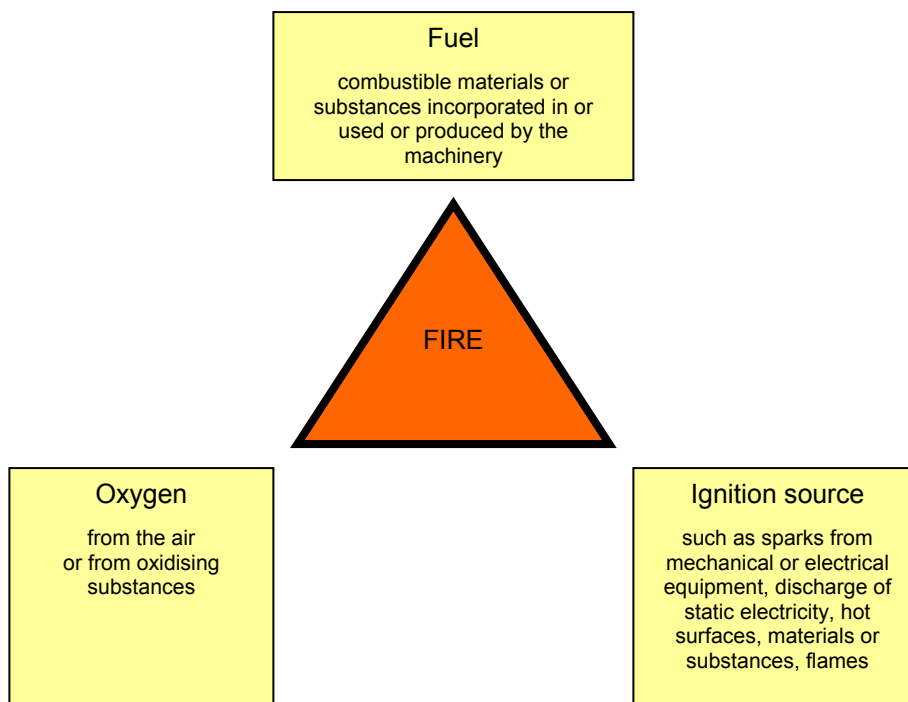 Fuel
combustible materials or
substances incorporated in or
used or produced by the
machinery
FIRE
Oxygen
from the air
or from oxidising
substances
Ignition source
such as sparks from
mechanical or electrical
equipment, discharge of
static electricity, hot
surfaces, materials or
substances, flames